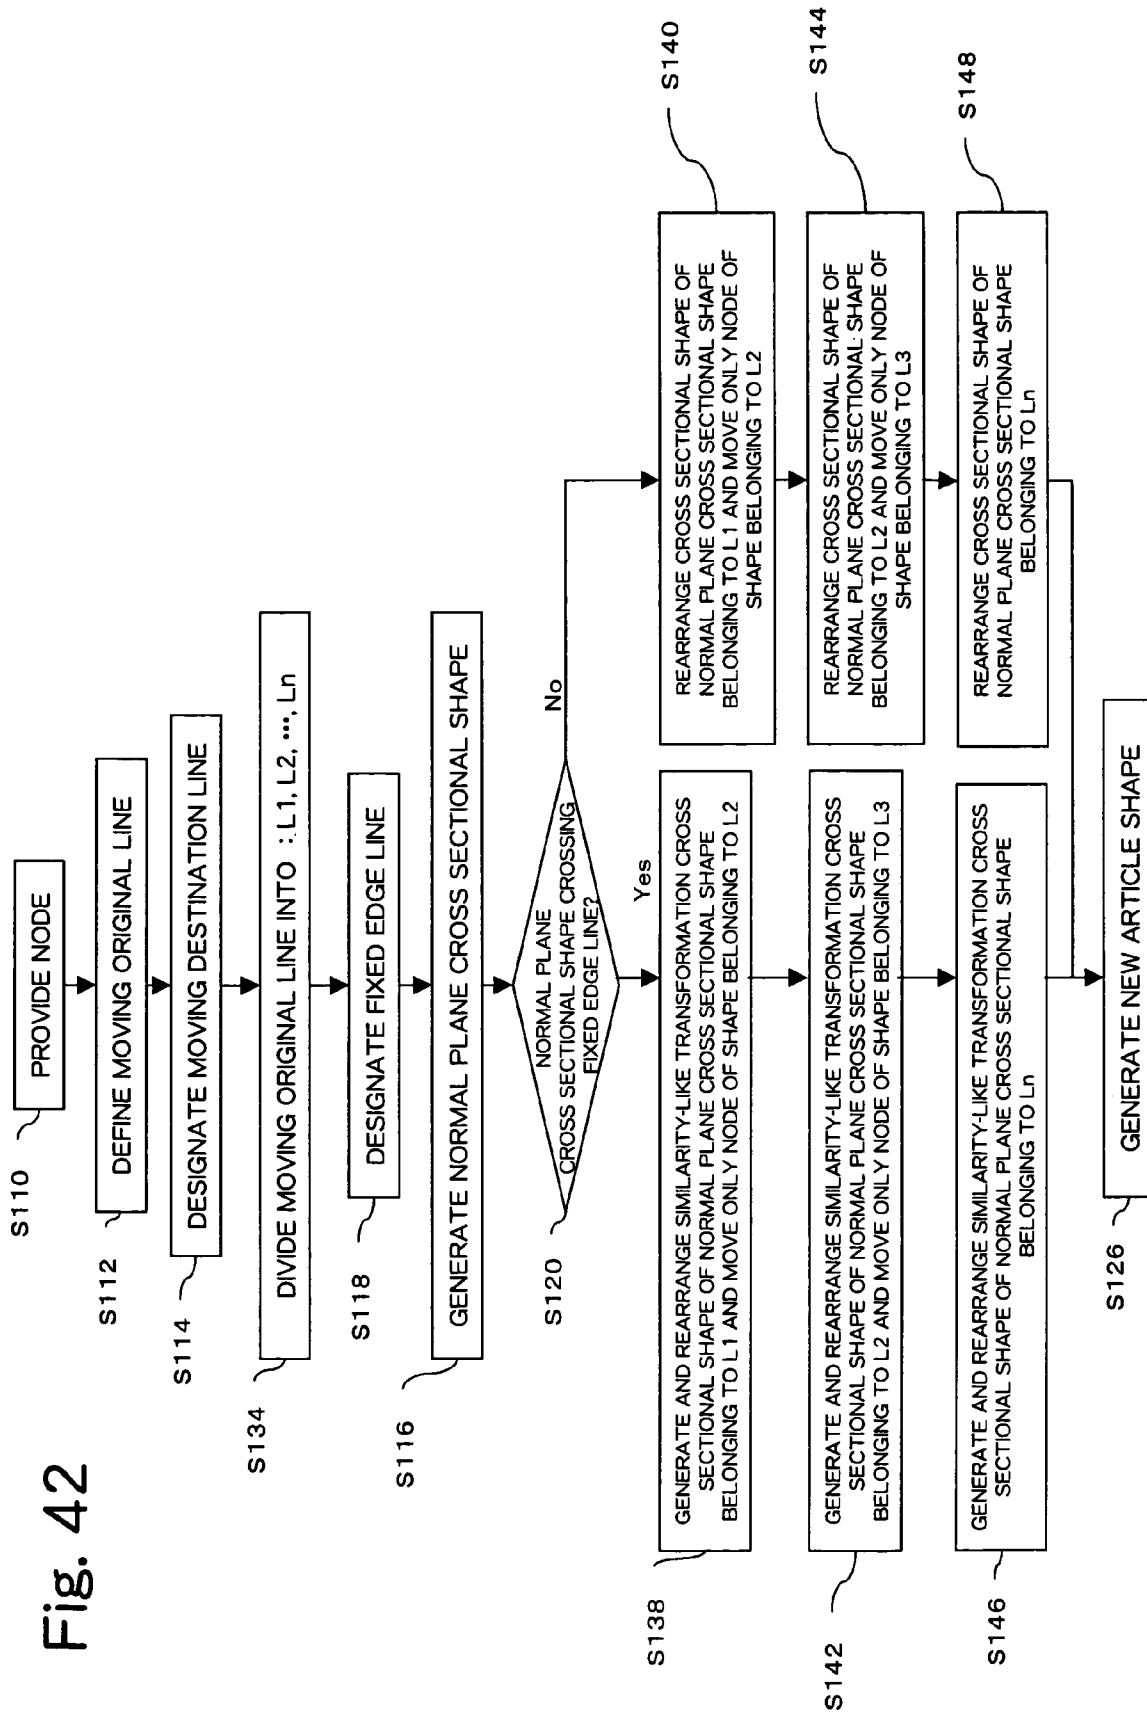 Fig. 42
S110
PROVIDE NODE
S112
DEFINE MOVING ORIGINAL LINE
S114
DESIGNATE MOVING DESTINATION LINE
S134
DIVIDE MOVING ORIGINAL LINE INTO : L1, L2, ···, Ln
S118
DESIGNATE FIXED EDGE LINE
S116
GENERATE NORMAL PLANE CROSS SECTIONAL SHAPE
S120
NORMAL PLANE
CROSS SECTIONAL SHAPE CROSSING
FIXED EDGE LINE?
No
Yes
S138
GENERATE AND REARRANGE SIMILARITY-LIKE TRANSFORMATION CROSS
SECTIONAL SHAPE OF NORMAL PLANE CROSS SECTIONAL SHAPE
BELONGING TO L1 AND MOVE ONLY NODE OF SHAPE BELONGING TO L2
S140
REARRANGE CROSS SECTIONAL SHAPE OF
NORMAL PLANE CROSS SECTIONAL SHAPE
BELONGING TO L1 AND MOVE ONLY NODE OF
SHAPE BELONGING TO L2
S142
GENERATE AND REARRANGE SIMILARITY-LIKE TRANSFORMATION CROSS
SECTIONAL SHAPE OF NORMAL PLANE CROSS SECTIONAL SHAPE
BELONGING TO L2 AND MOVE ONLY NODE OF SHAPE BELONGING TO L3
S144
REARRANGE CROSS SECTIONAL SHAPE OF
NORMAL PLANE CROSS SECTIONAL SHAPE
BELONGING TO L2 AND MOVE ONLY NODE OF
SHAPE BELONGING TO L3
S146
GENERATE AND REARRANGE SIMILARITY-LIKE TRANSFORMATION CROSS
SECTIONAL SHAPE OF NORMAL PLANE CROSS SECTIONAL SHAPE
BELONGING TO Ln
S148
REARRANGE CROSS SECTIONAL SHAPE OF
NORMAL PLANE CROSS SECTIONAL SHAPE
BELONGING TO Ln
S126
GENERATE NEW ARTICLE SHAPE